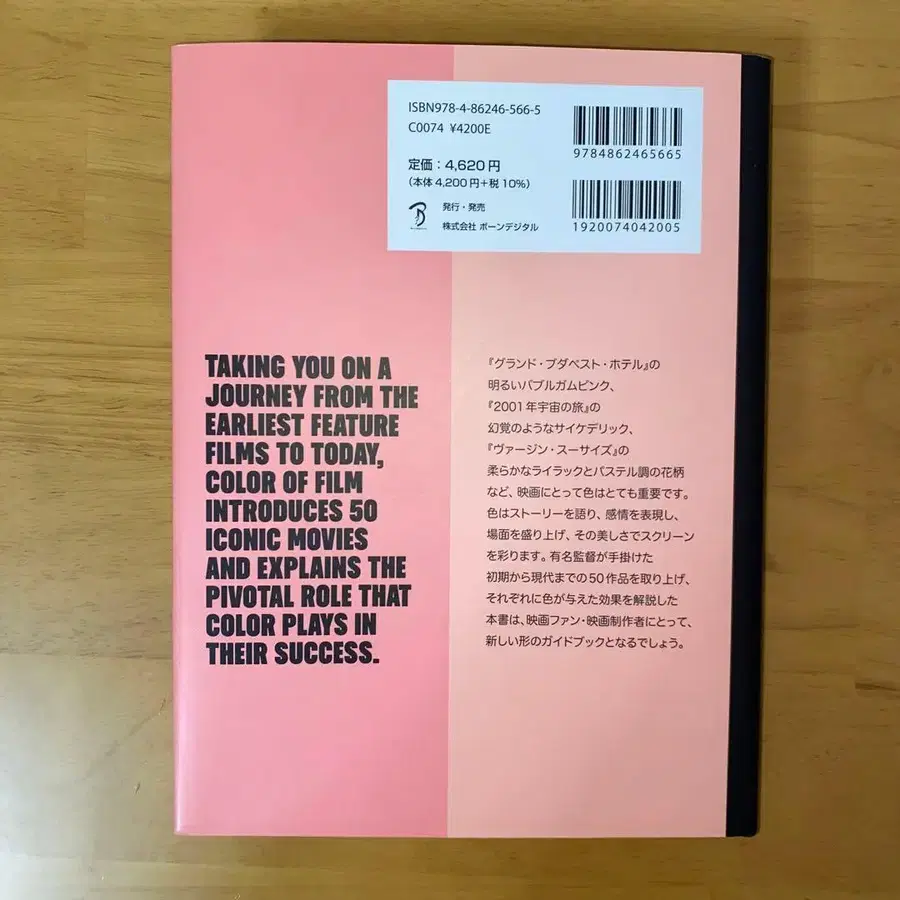 ISBN978-4-86246-566-5
C0074 ¥4200E
定価：4,620円
（本体4,200円＋税10%）
発行・発売
株式会社 ボーンデジタル
9784862465665
1920074042005
TAKING YOU ON A
JOURNEY FROM THE
EARLIEST FEATURE
FILMS TO TODAY,
COLOR OF FILM
INTRODUCES 50
ICONIC MOVIES
AND EXPLAINS THE
PIVOTAL ROLE THAT
COLOR PLAYS IN
THEIR SUCCESS.
『グランド・ブダペスト・ホテル』の
明るいバブルガムピンク、
『2001年宇宙の旅』の
幻覚のようなサイケデリック、
『ヴァージン・スーサイズ』の
柔らかなライラックとパステル調の花柄
など、映画にとって色はとても重要です。
色はストーリーを語り、感情を表現し、
場面を盛り上げ、その美しさでスクリーン
を彩ります。有名監督が手掛けた
初期から現代までの50作品を取り上げ、
それぞれに色が与えた効果を解説した
本書は、映画ファン・映画制作者にとって、
新しい形のガイドブックとなるでしょう。